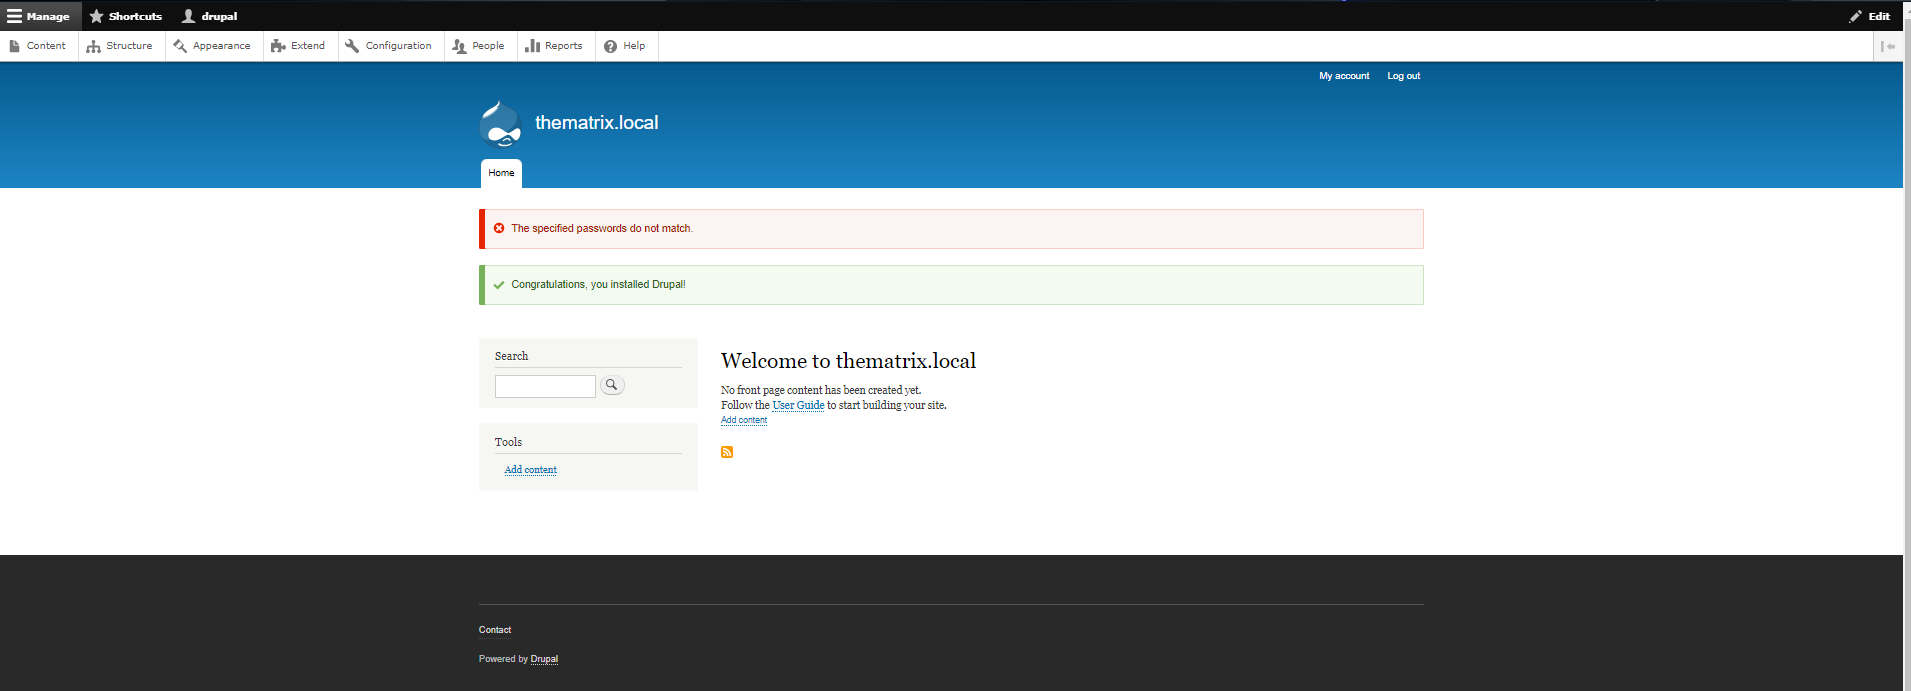 Manage Shortcuts drupal Edit
Content Structure Appearance Extend Configuration People Reports Help
My account Log out
thematrix.local
Home
The specified passwords do not match.
Congratulations, you installed Drupal!
Search
Welcome to thematrix.local
No front page content has been created yet.
Follow the User Guide to start building your site.
Add content
Tools
Add content
Contact
Powered by Drupal